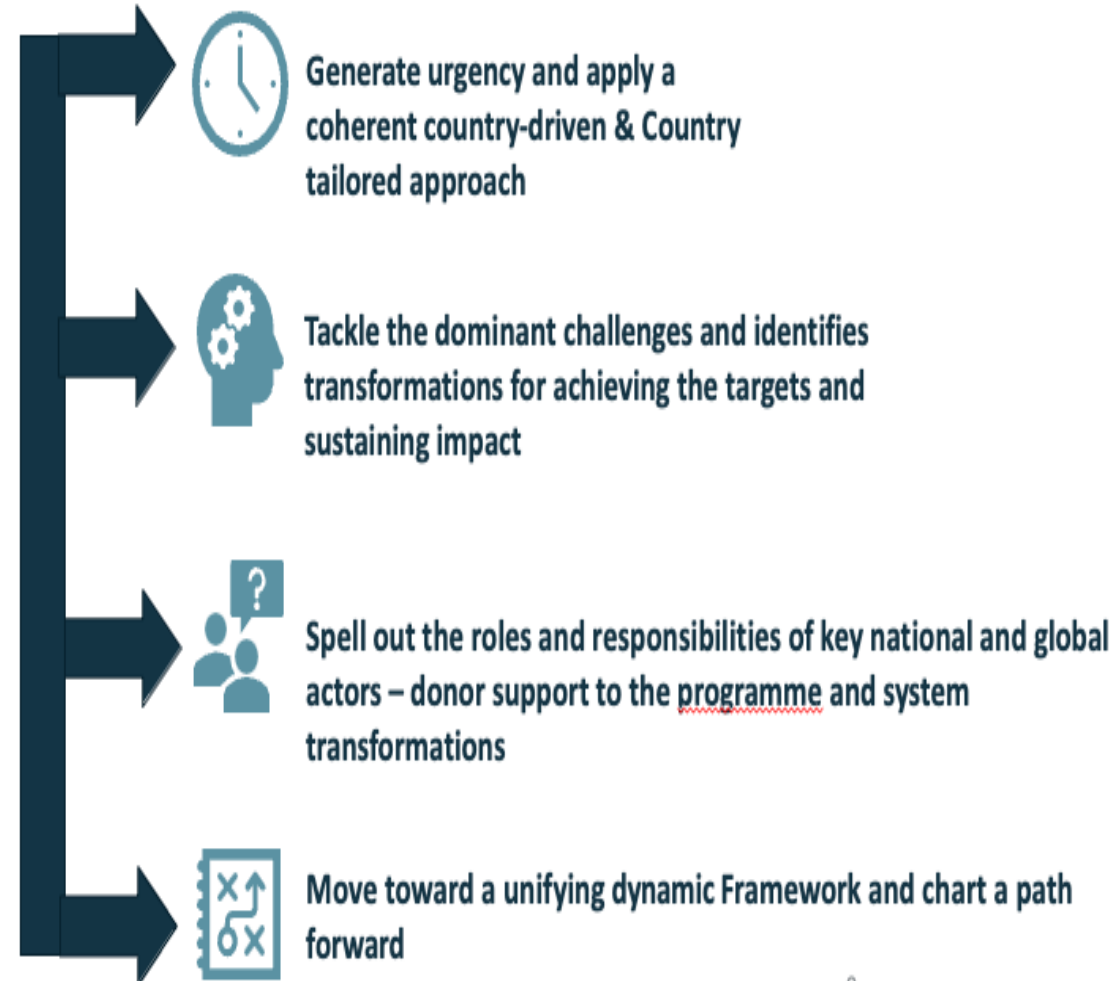 Generate urgency and apply a
coherent country-driven & Country
tailored approach
Tackle the dominant challenges and identifies
transformations for achieving the targets and
sustaining impact
?
Spell out the roles and responsibilities of key national and global
actors – donor support to the programme and system
transformations
Move toward a unifying dynamic Framework and chart a path
forward